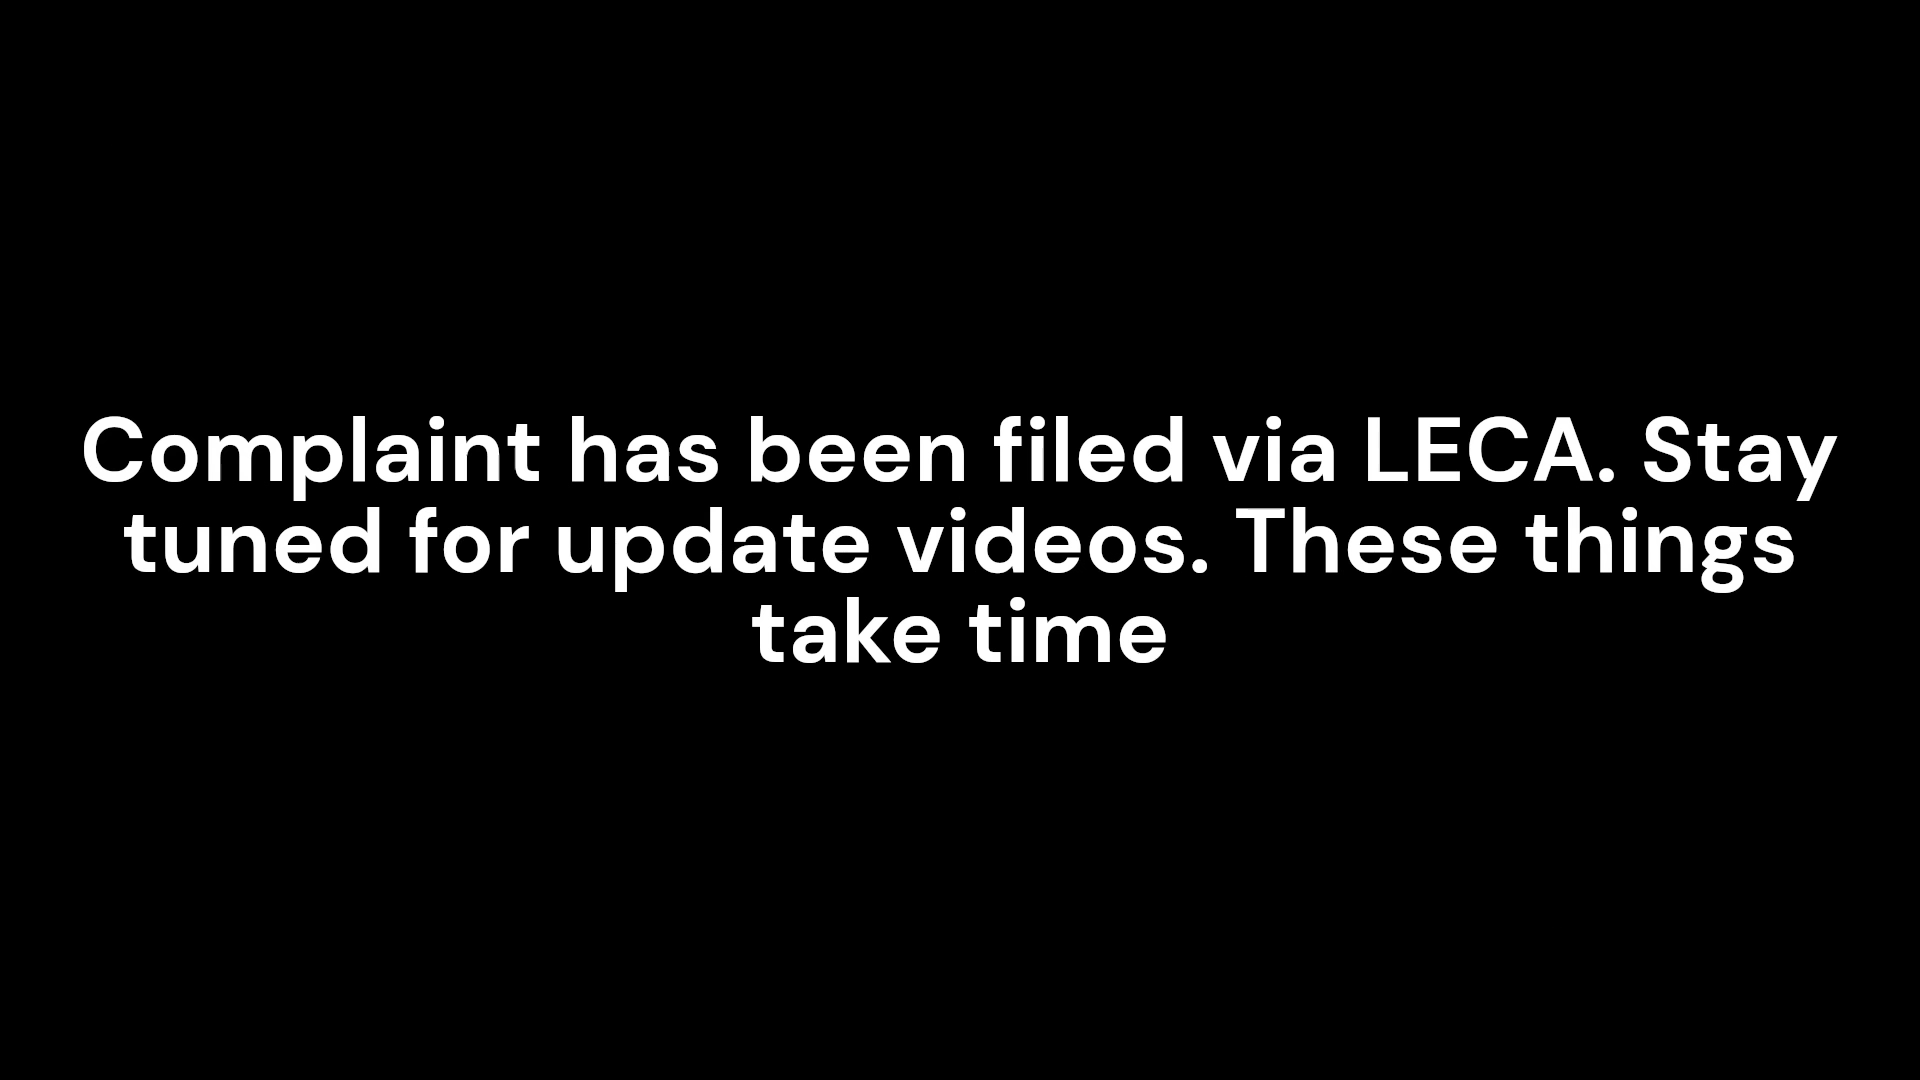 Complaint has been filed via LECA. Stay
tuned for update videos. These things
take time